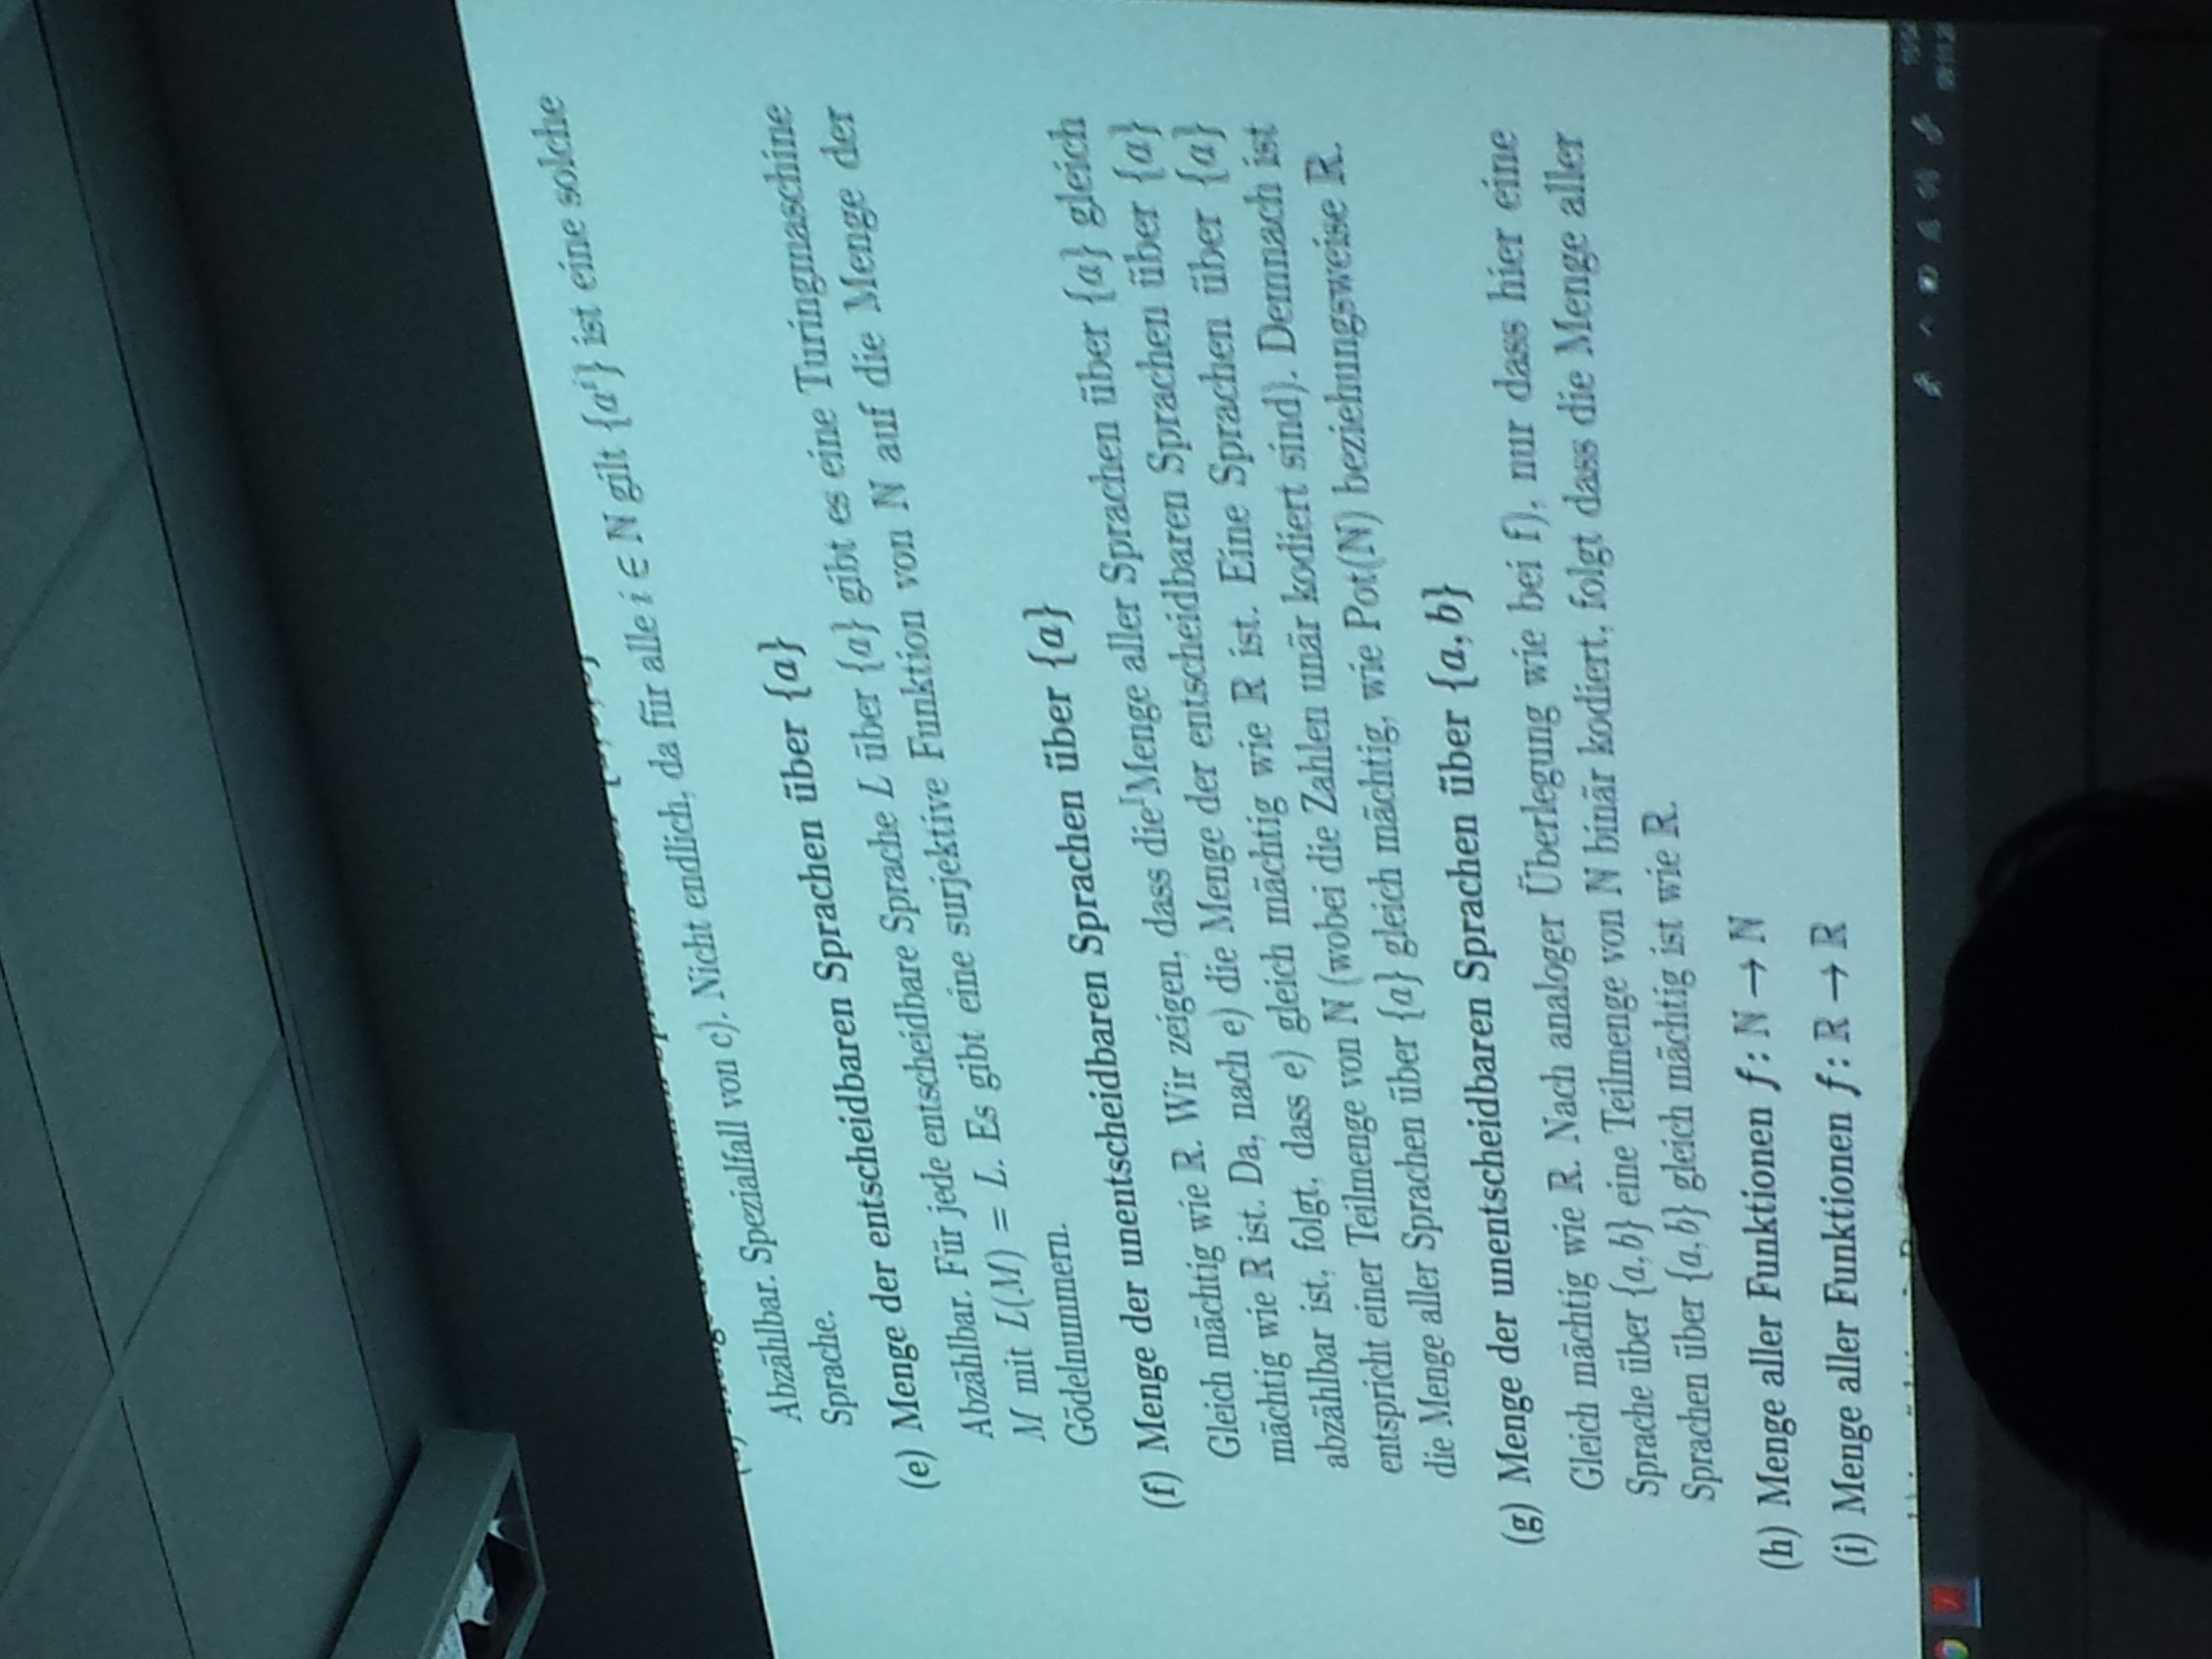 Abzählbar. Spezialfall von c). Nicht endlich, da für alle i ∈ ℕ gilt {aⁱ} ist eine solche
Sprache.
(e) Menge der entscheidbaren Sprachen über {a}
Abzählbar. Für jede entscheidbare Sprache L über {a} gibt es eine Turingmaschine
M mit L(M) = L. Es gibt eine surjektive Funktion von ℕ auf die Menge der
Gödelnummern.
(f) Menge der unentscheidbaren Sprachen über {a}
Gleich mächtig wie ℝ. Wir zeigen, dass die Menge aller Sprachen über {a} gleich
mächtig wie ℝ ist. Da, nach e) die Menge der entscheidbaren Sprachen über {a}
abzählbar ist, folgt, dass e) gleich mächtig wie ℝ ist. Eine Sprachen über {a}
entspricht einer Teilmenge von ℕ (wobei die Zahlen unär kodiert sind). Demnach ist
die Menge aller Sprachen über {a} gleich mächtig, wie Pot(ℕ) beziehungsweise ℝ.
(g) Menge der unentscheidbaren Sprachen über {a, b}
Gleich mächtig wie ℝ. Nach analoger Überlegung wie bei f), nur dass hier eine
Sprache über {a, b} eine Teilmenge von ℕ binär kodiert, folgt dass die Menge aller
Sprachen über {a, b} gleich mächtig ist wie ℝ.
(h) Menge aller Funktionen f: ℕ → ℕ
(i) Menge aller Funktionen f: ℝ → ℝ